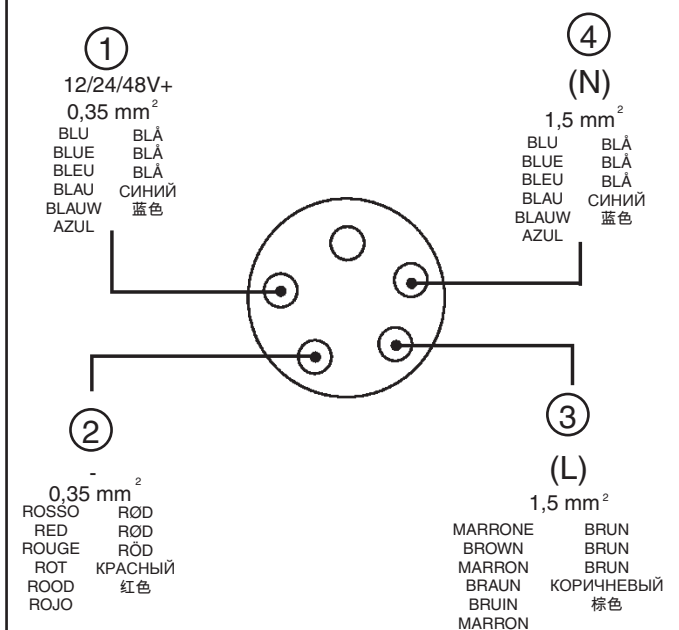 1
12/24/48V+
0,35 mm²
BLU BLÅ
BLUE BLÅ
BLEU BLÅ
BLAU СИНИЙ
BLAUW 蓝色
AZUL
4
(N)
1,5 mm²
BLU BLÅ
BLUE BLÅ
BLEU BLÅ
BLAU СИНИЙ
BLAUW 蓝色
AZUL
2
-
0,35 mm²
ROSSO RØD
RED RØD
ROUGE RÖD
ROT КРАСНЫЙ
ROOD 红色
ROJO
3
(L)
1,5 mm²
MARRONE BRUN
BROWN BRUN
MARRON BRUN
BRAUN КОРИЧНЕВЫЙ
BRUIN 棕色
MARRON